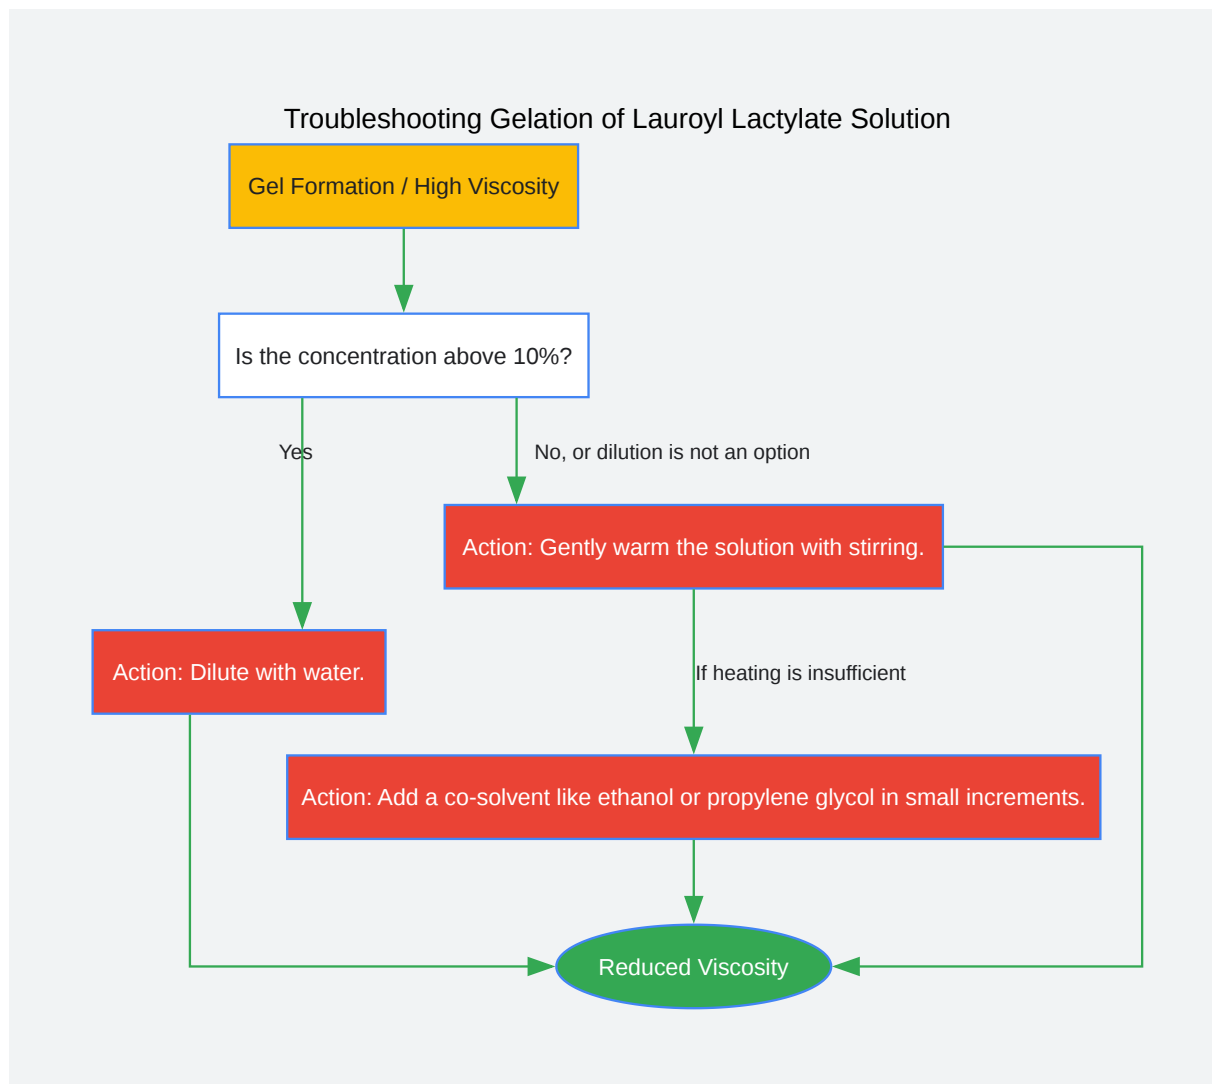 Troubleshooting Gelation of Lauroyl Lactylate Solution
Gel Formation / High Viscosity
Is the concentration above 10%?
Yes
No, or dilution is not an option
Action: Gently warm the solution with stirring.
Action: Dilute with water.
If heating is insufficient
Action: Add a co-solvent like ethanol or propylene glycol in small increments.
Reduced Viscosity